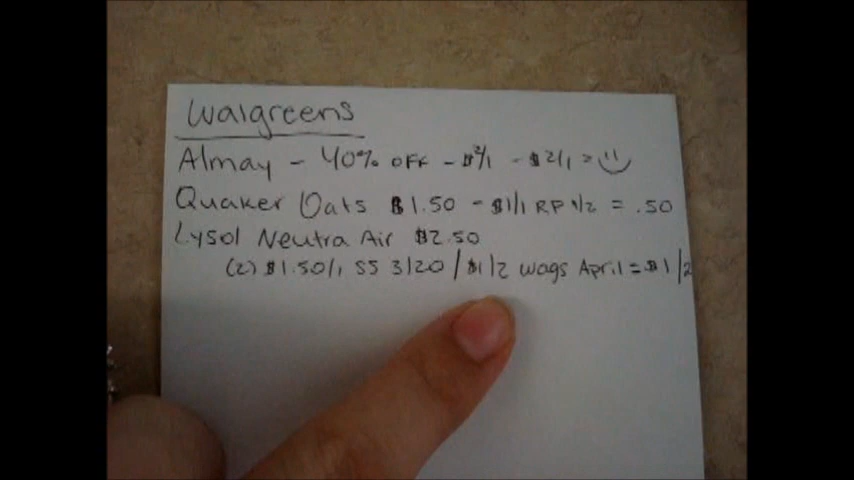 Walgreens
Almay - 40% OFF - $2/1 - $2/1 =
Quaker Oats $1.50 - $1/1 RP 1/2 = .50
Lysol Neutra Air $2.50
(2) $1.50/1 SS 3/20 / $1/2 wags April = $1/2